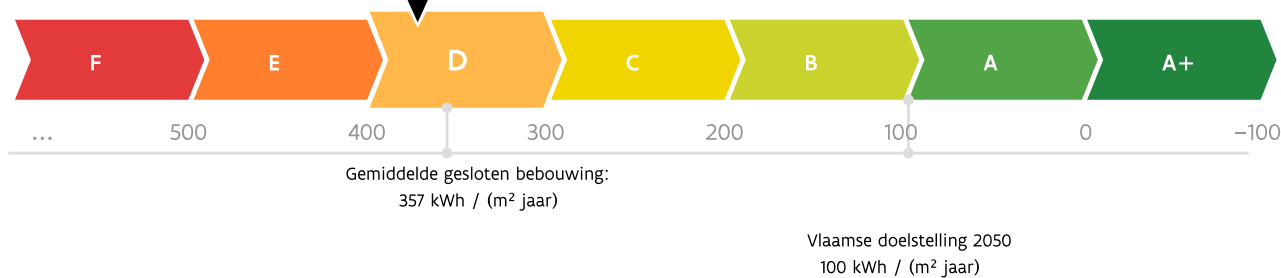 F E D C B A A+
... 500 400 300 200 100 0 −100
Gemiddelde gesloten bebouwing:
357 kWh / (m² jaar)
Vlaamse doelstelling 2050
100 kWh / (m² jaar)